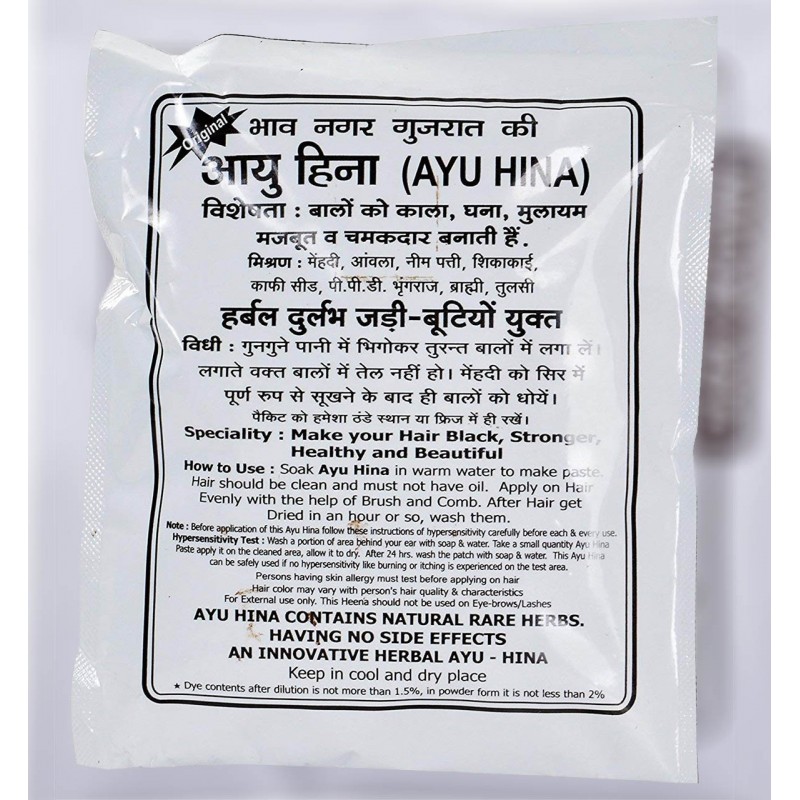 Original
भाव नगर गुजरात की
आयु हिना (AYU HINA)
विशेषता : बालों को काला, घना, मुलायम
मजबूत व चमकदार बनाती हैं.
मिश्रण : मेंहदी, आंवला, नीम पत्ती, शिकाकाई,
काफी सीड, पी.पी.डी. भृंगराज, ब्राह्मी, तुलसी
हर्बल दुर्लभ जड़ी-बूटियों युक्त
विधी : गुनगुने पानी में भिगोकर तुरन्त बालों में लगा लें।
लगाते वक्त बालों में तेल नहीं हो। मेंहदी को सिर में
पूर्ण रुप से सूखने के बाद ही बालों को धोयें।
पैकिट को हमेशा ठंडे स्थान या फ्रिज में ही रखें।
Speciality : Make your Hair Black, Stronger,
Healthy and Beautiful
How to Use : Soak Ayu Hina in warm water to make paste.
Hair should be clean and must not have oil. Apply on Hair
Evenly with the help of Brush and Comb. After Hair get
Dried in an hour or so, wash them.
Note : Before application of this Ayu Hina follow these instructions of hypersensitivity carefully before each & every use.
Hypersensitivity Test : Wash a portion of area behind your ear with soap & water. Take a small quantity Ayu Hina
Paste apply it on the cleaned area, allow it to dry. After 24 hrs. wash the patch with soap & water. This Ayu Hina
can be safely used if no hypersensitivity like burning or itching is experienced on the test area.
Persons having skin allergy must test before applying on hair
Hair color may vary with person's hair quality & characteristics
For External use only. This Heena should not be used on Eye-brows/Lashes
AYU HINA CONTAINS NATURAL RARE HERBS.
HAVING NO SIDE EFFECTS
AN INNOVATIVE HERBAL AYU - HINA
Keep in cool and dry place
★ Dye contents after dilution is not more than 1.5%, in powder form it is not less than 2%